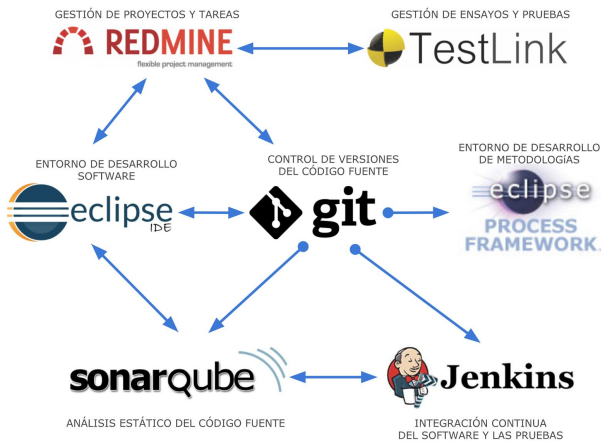 GESTIÓN DE PROYECTOS Y TAREAS
REDMINE
flexible project management
GESTIÓN DE ENSAYOS Y PRUEBAS
TestLink
ENTORNO DE DESARROLLO
SOFTWARE
eclipse
IDE
CONTROL DE VERSIONES
DEL CÓDIGO FUENTE
git
ENTORNO DE DESARROLLO
DE METODOLOGíAS
eclipse
PROCESS
FRAMEWORK
sonarqube
ANÁLISIS ESTÁTICO DEL CÓDIGO FUENTE
Jenkins
INTEGRACIÓN CONTINUA
DEL SOFTWARE Y LAS PRUEBAS